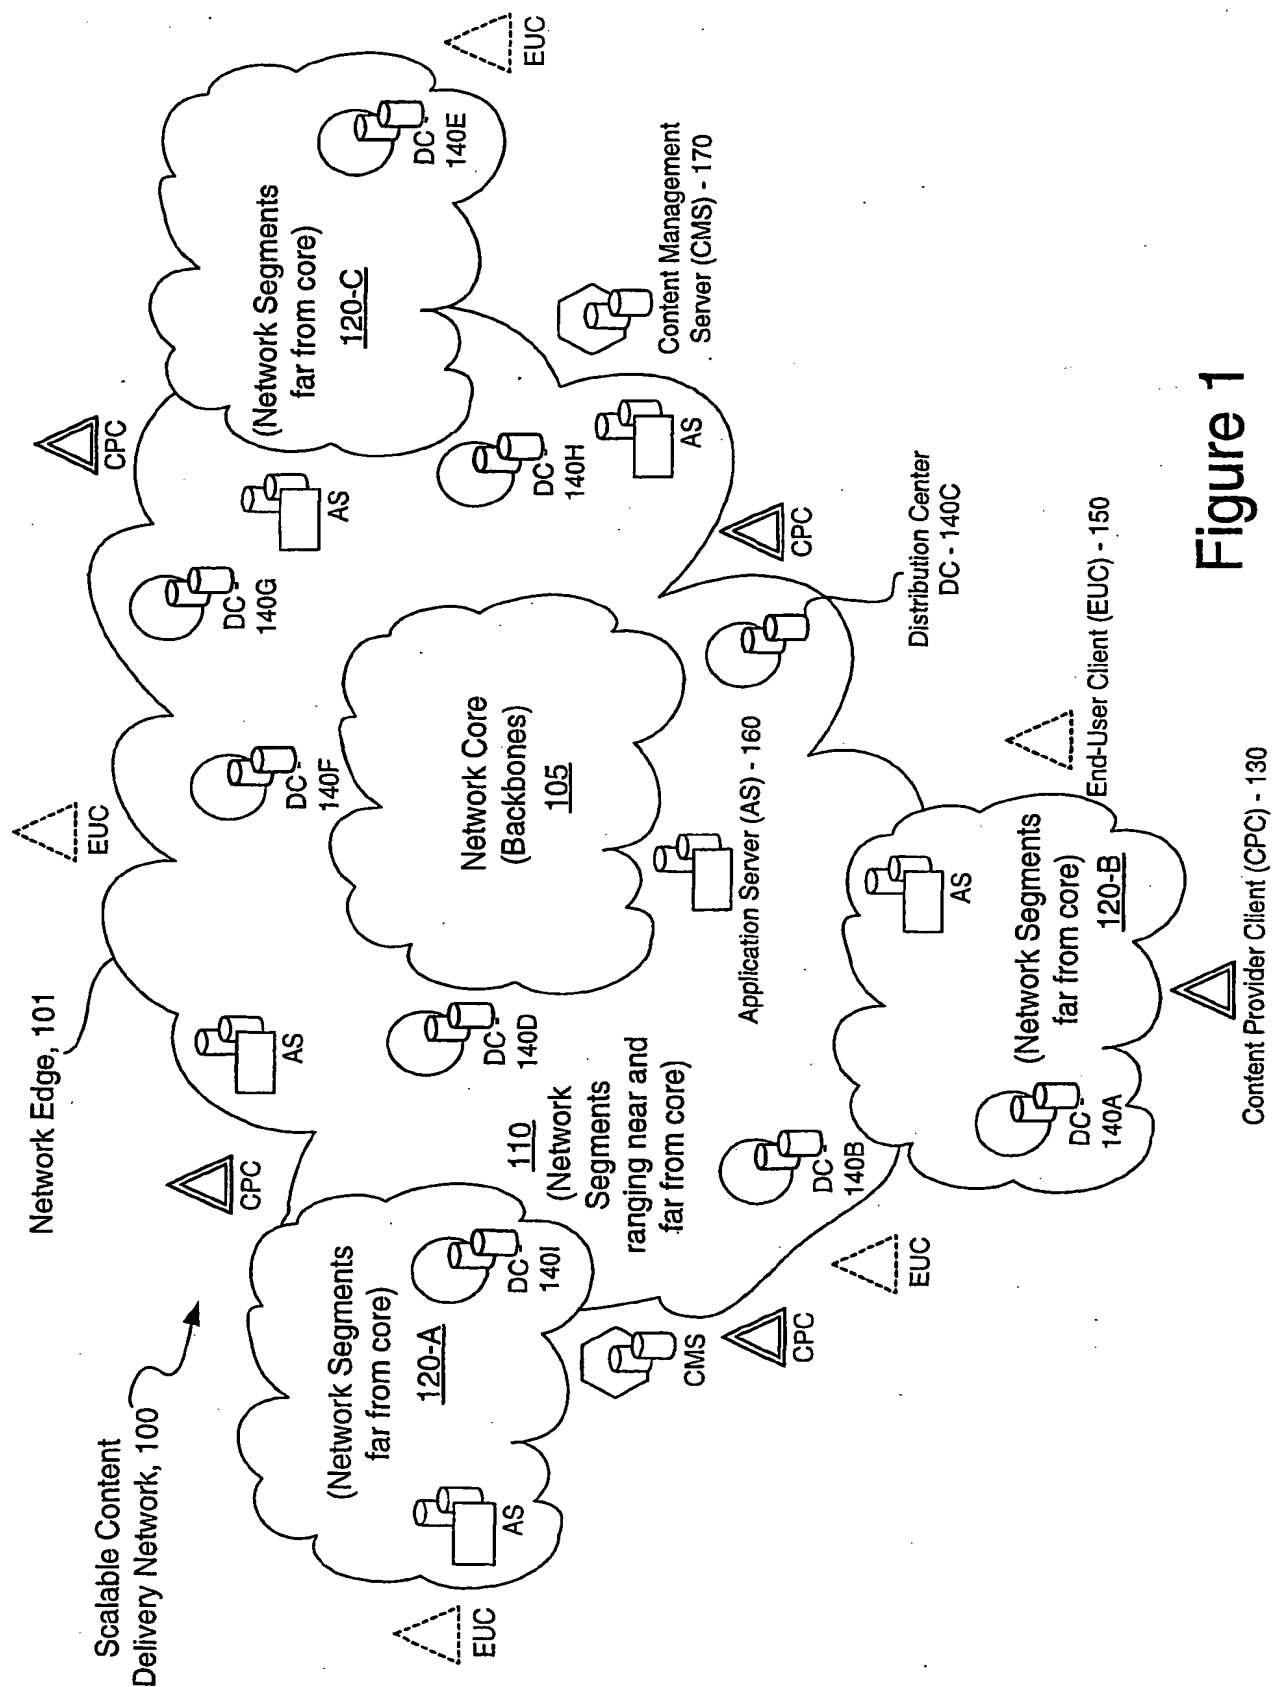 Scalable Content
Delivery Network, 100
Network Edge, 101
EUC
CPC
EUC
CPC
EUC
AS
(Network Segments
far from core)
120-A
DC-
140I
AS
DC-
140D
DC-
140F
DC-
140G
AS
(Network Segments
far from core)
120-C
DC-
140E
Network Core
(Backbones)
105
DC-
140H
AS
110
(Network
Segments
ranging near and
far from core)
Application Server (AS) - 160
CMS
CPC
EUC
DC-
140B
CPC
Content Management
Server (CMS) - 170
Distribution Center
DC - 140C
AS
(Network Segments
far from core)
120-B
DC-
140A
End-User Client (EUC) - 150
Content Provider Client (CPC) - 130
Figure 1